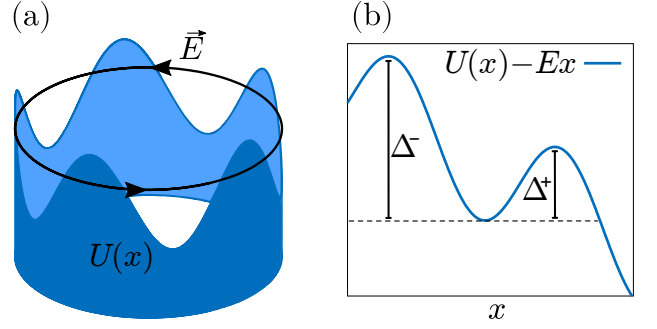 (a)
E⃗
U(x)
(b)
U(x)−Ex
Δ⁻
Δ⁺
x